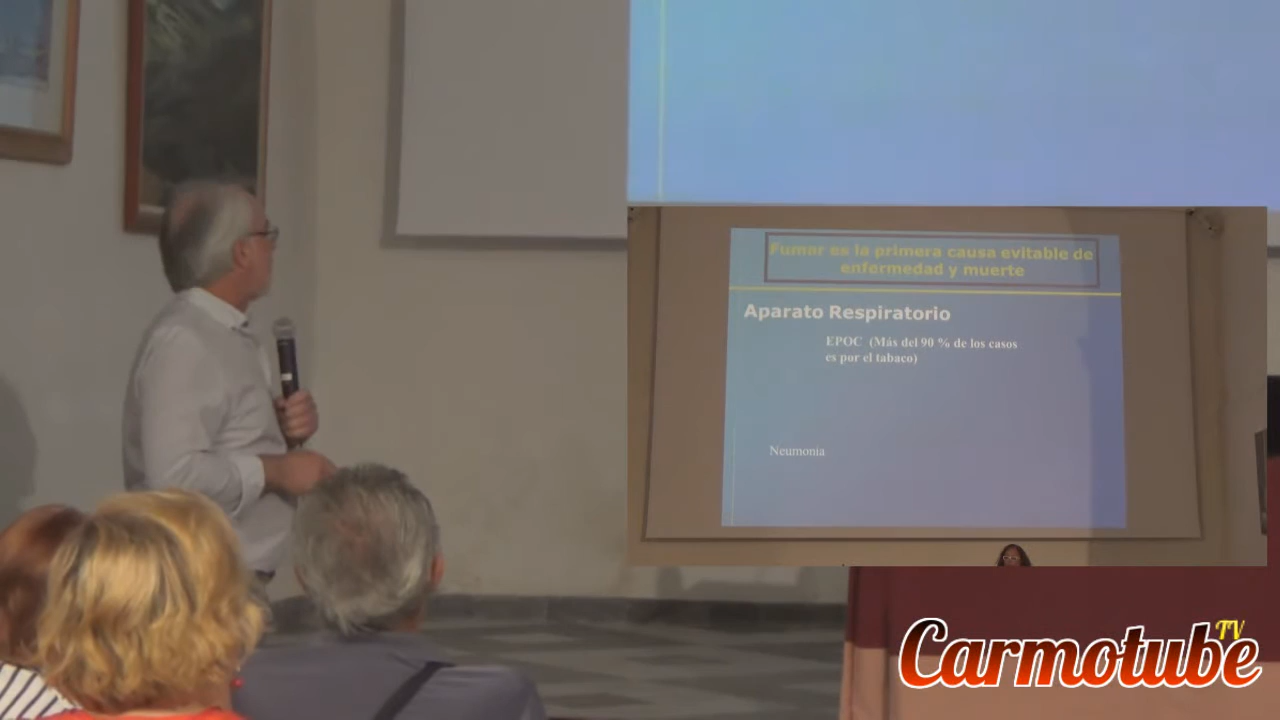 Fumar es la primera causa evitable de
enfermedad y muerte
Aparato Respiratorio
EPOC (Más del 90 % de los casos
es por el tabaco)
Neumonia
Carmotube TV